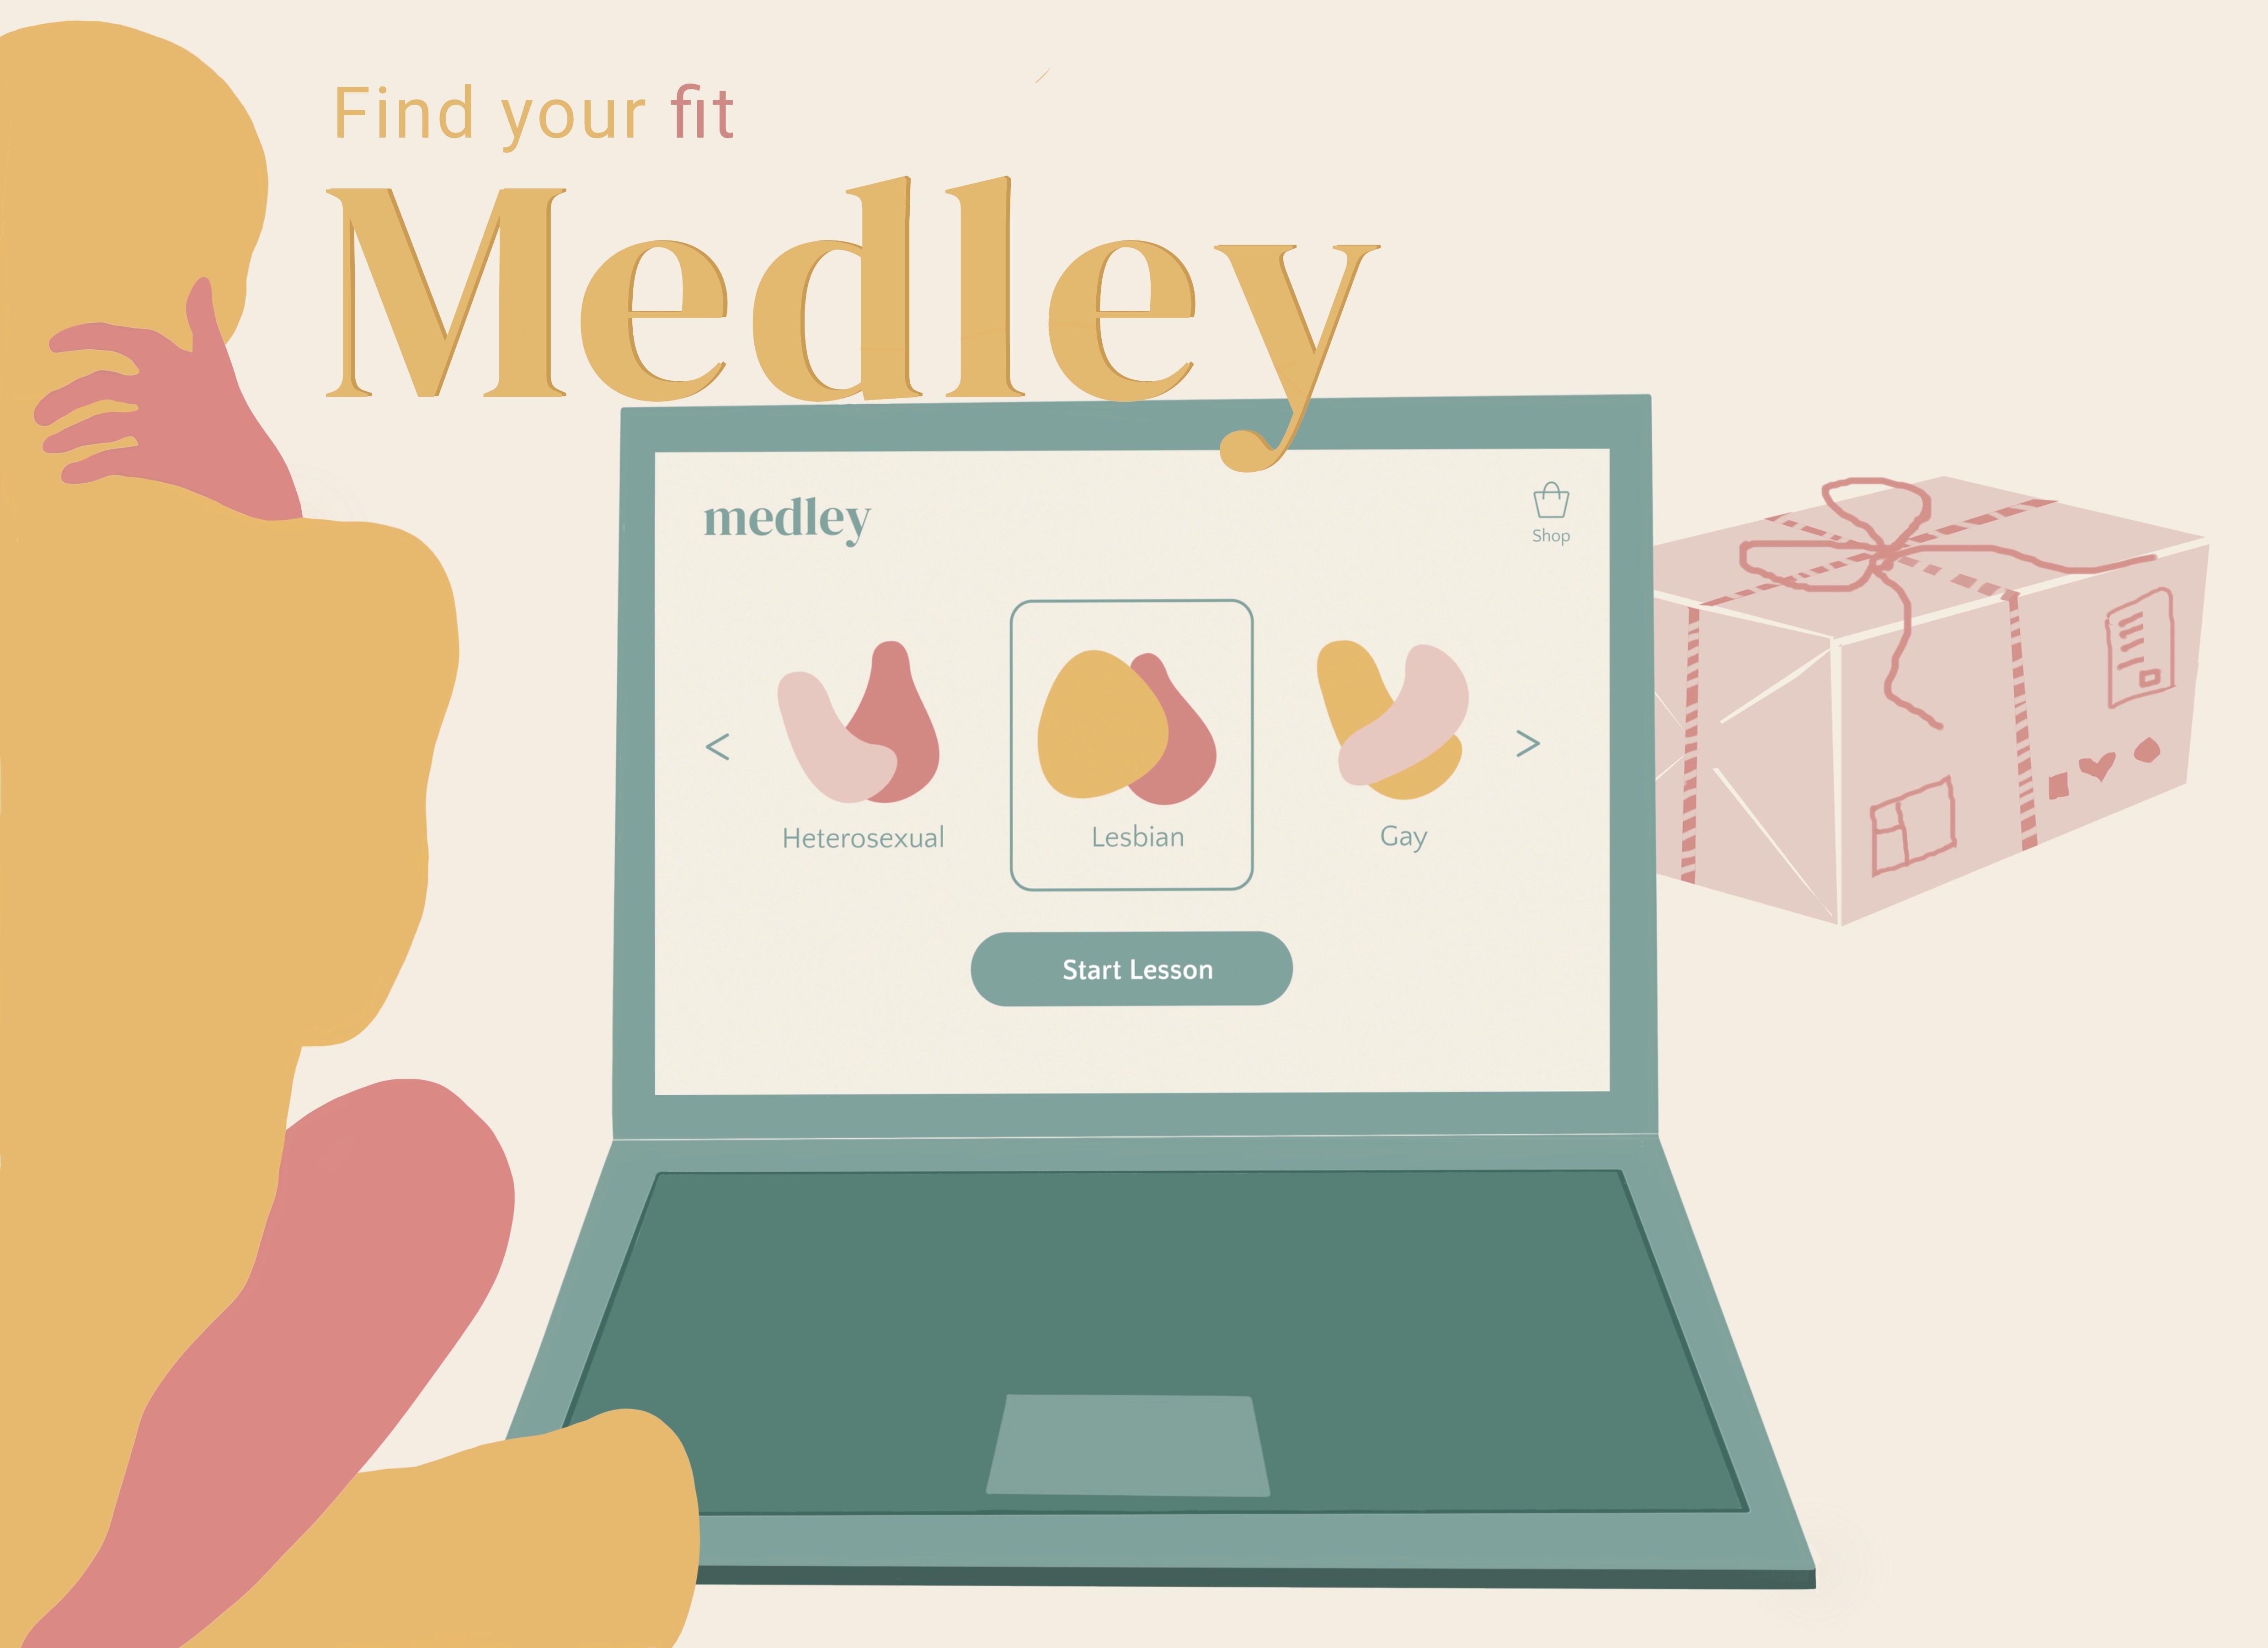 Find your fit
Medley
medley
Shop
<
>
Heterosexual
Lesbian
Gay
Start Lesson